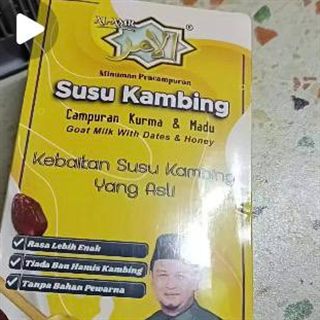 AL-AMR
Minuman Pracampuran
Susu Kambing
Campuran Kurma & Madu
Goat Milk With Dates & Honey
Kebaikan Susu Kambing
Yang Asli
Rasa Lebih Enak
Tiada Bau Hamis Kambing
Tanpa Bahan Pewarna